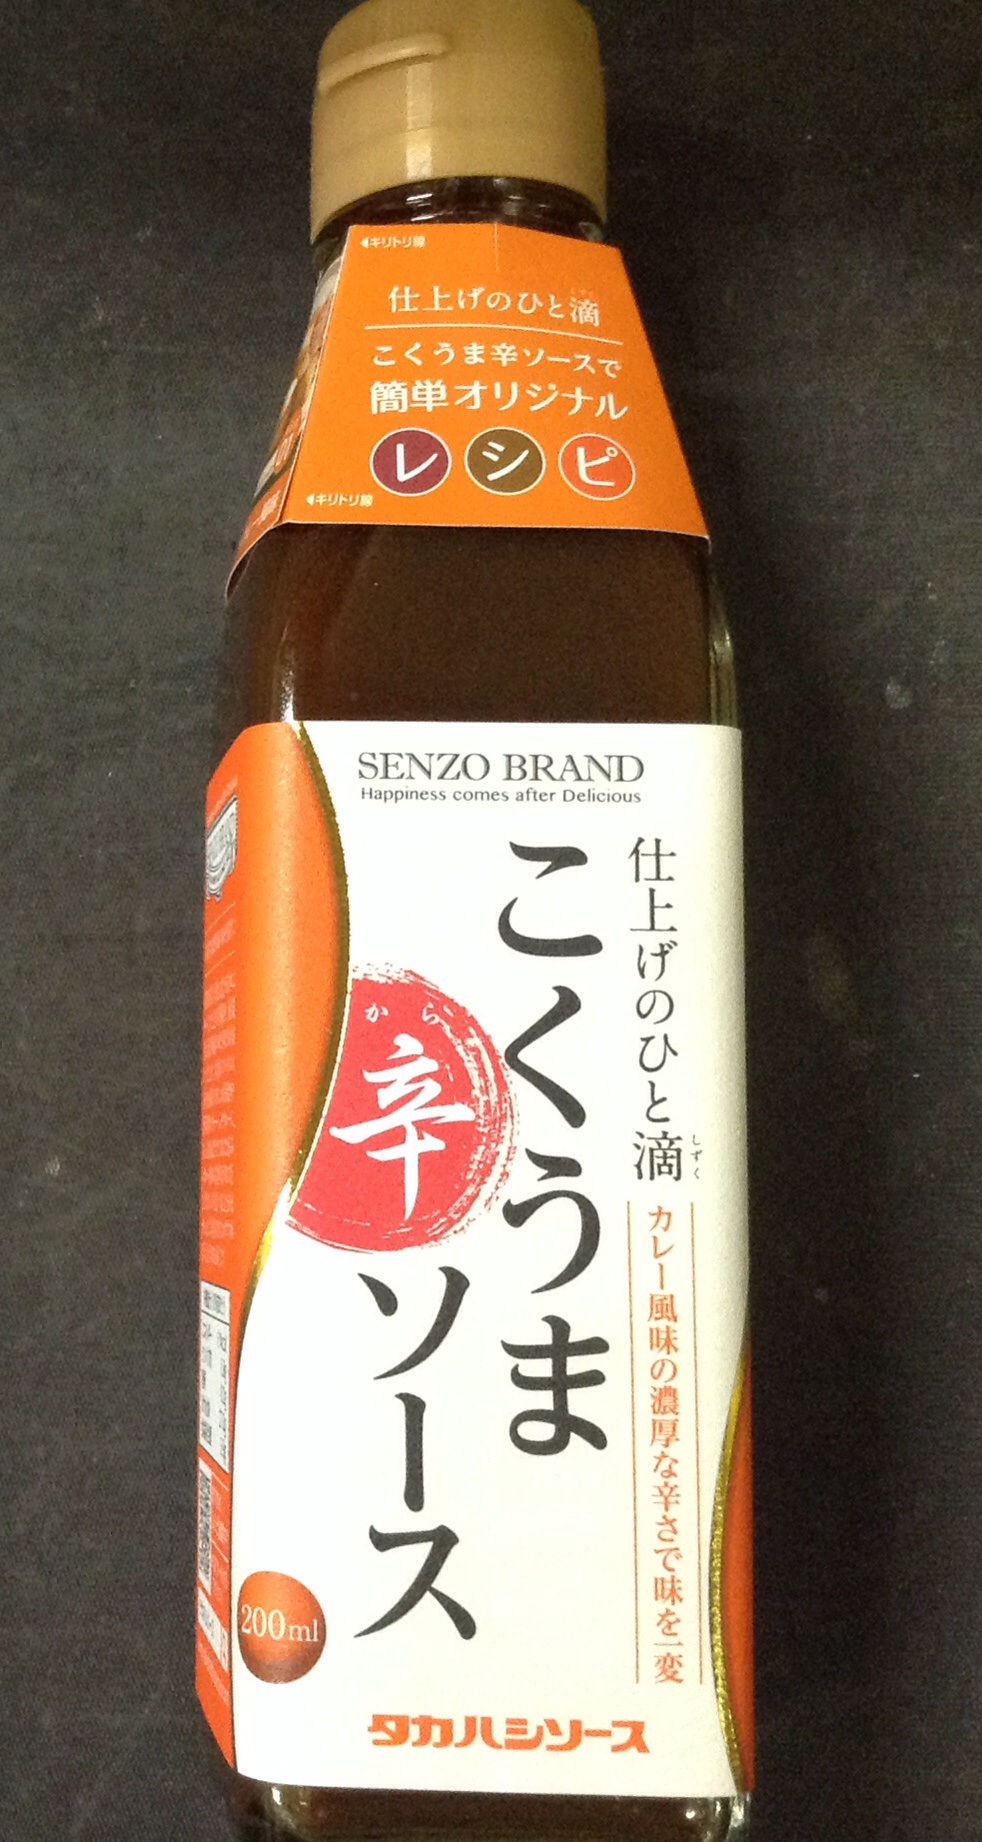 ◀キリトリ線
仕上げのひと滴
こくうま辛ソースで
簡単オリジナル
レシピ
◀キリトリ線
SENZO BRAND
Happiness comes after Delicious
仕上げのひと滴
しずく
カレー風味の濃厚な辛さで味を一変
こくうま
から
辛
ソース
200ml
タカハシソース